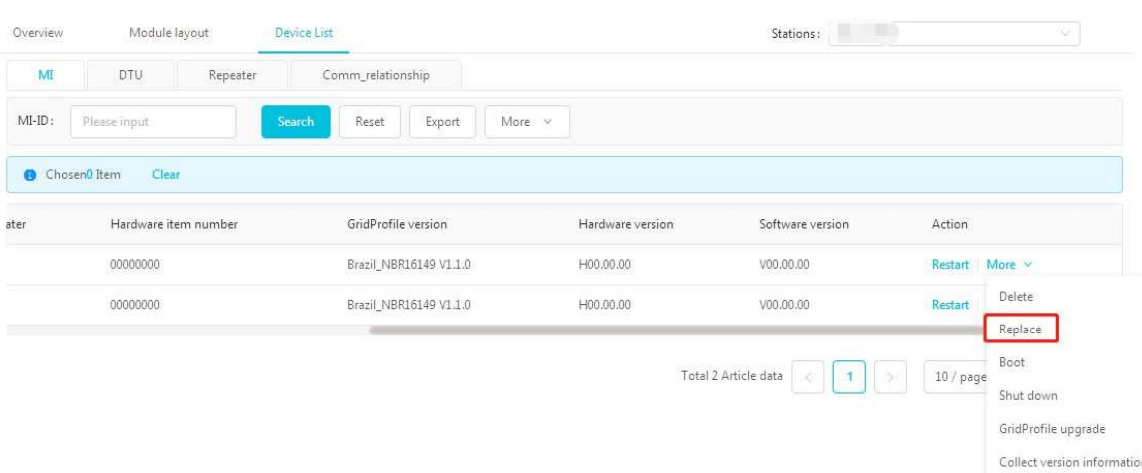 Overview Module layout Device List Stations:
MI DTU Repeater Comm_relationship
MI-ID: Please input Search Reset Export More
Chosen0 Item Clear
ater Hardware item number GridProfile version Hardware version Software version Action
00000000 Brazil_NBR16149 V1.1.0 H00.00.00 V00.00.00 Restart More
00000000 Brazil_NBR16149 V1.1.0 H00.00.00 V00.00.00 Restart
Delete
Replace
Boot
Total 2 Article data < 1 > 10 / page
Shut down
GridProfile upgrade
Collect version information